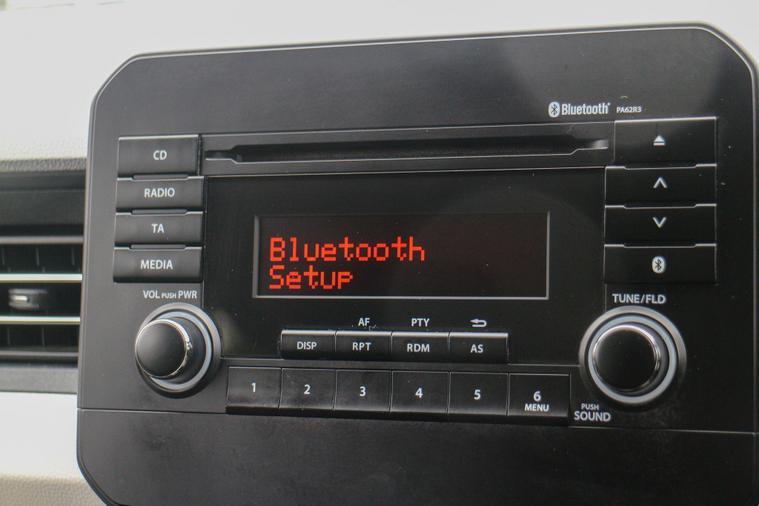 Bluetooth PA62R3
CD
RADIO
TA
MEDIA
Bluetooth
Setup
VOL PUSH PWR
TUNE/FLD
AF PTY
DISP RPT RDM AS
1 2 3 4 5 6
MENU
PUSH
SOUND